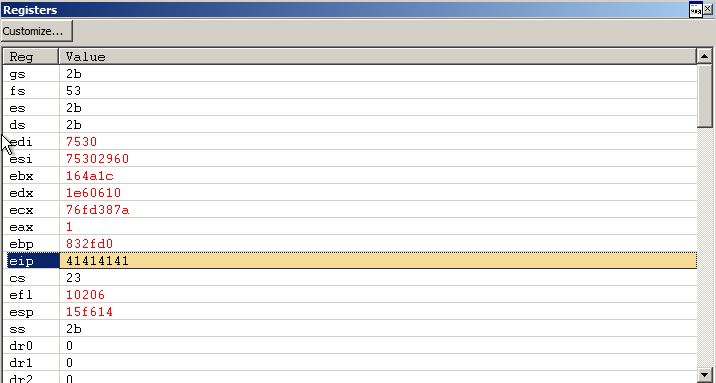 Registers
Customize...
Reg Value
gs 2b
fs 53
es 2b
ds 2b
edi 7530
esi 75302960
ebx 164a1c
edx 1e60610
ecx 76fd387a
eax 1
ebp 832fd0
eip 41414141
cs 23
efl 10206
esp 15f614
ss 2b
dr0 0
dr1 0
dr2 0